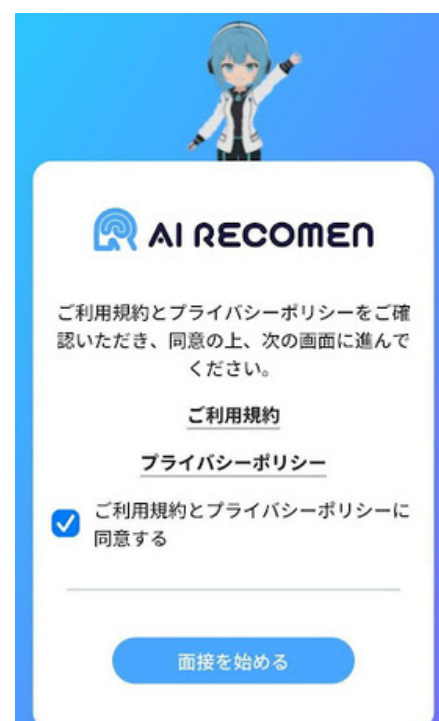 AI RECOMEN
ご利用規約とプライバシーポリシーをご確
認いただき、同意の上、次の画面に進んで
ください。
ご利用規約
プライバシーポリシー
ご利用規約とプライバシーポリシーに
同意する
面接を始める